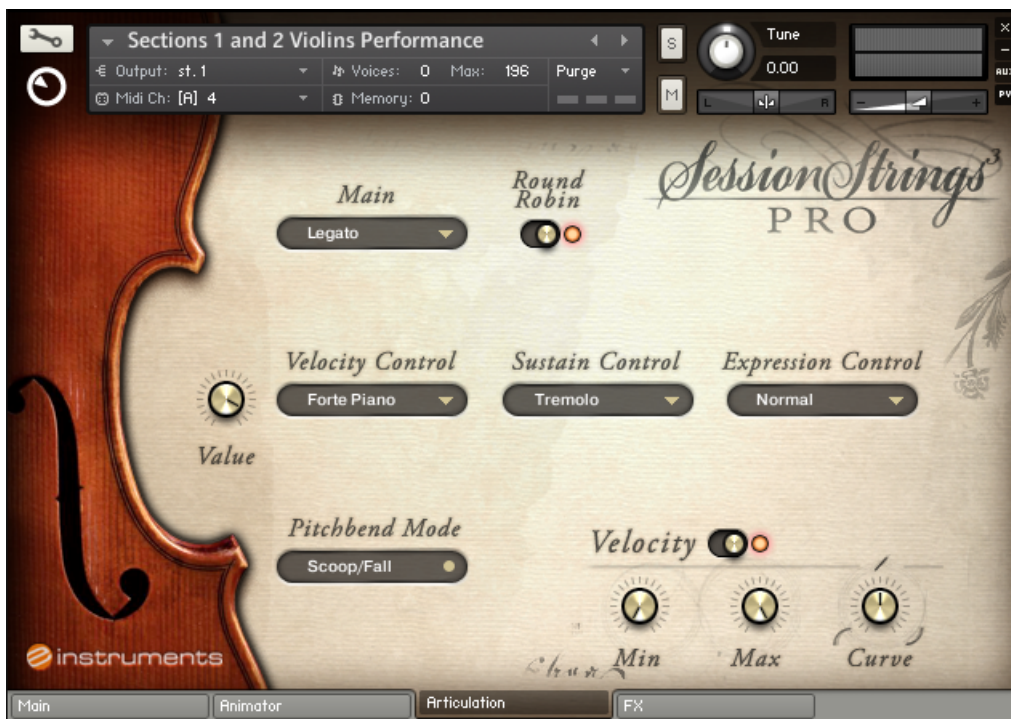 Sections 1 and 2 Violins Performance
Output: st.1
Voices: 0 Max: 196
Purge
Midi Ch: [A] 4
Memory: 0
S
M
Tune
0.00
L
R
-
+
x
-
AUX
PV
Session Strings
PRO
Main
Legato
Round
Robin
Velocity Control
Forte Piano
Sustain Control
Tremolo
Expression Control
Normal
Value
Pitchbend Mode
Scoop/Fall
Velocity
Min
Max
Curve
instruments
Main
Animator
Articulation
FX